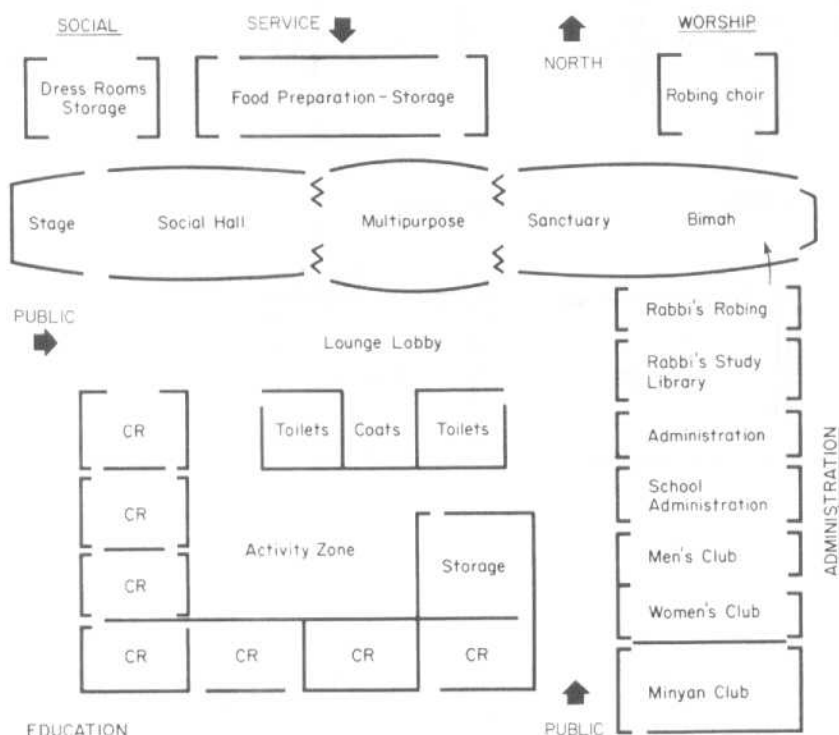 SOCIAL
SERVICE
NORTH
WORSHIP
Dress Rooms
Storage
Food Preparation - Storage
Robing choir
Stage
Social Hall
Multipurpose
Sanctuary
Bimah
PUBLIC
Lounge Lobby
Rabbi's Robing
Rabbi's Study
Library
CR
Toilets
Coats
Toilets
Administration
CR
School
Administration
ADMINISTRATION
Activity Zone
Storage
Men's Club
CR
Women's Club
CR
CR
CR
CR
Minyan Club
EDUCATION
PUBLIC